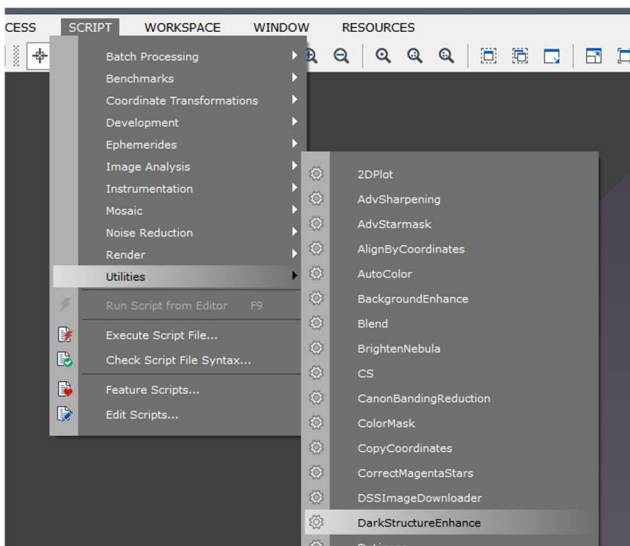 CESS SCRIPT WORKSPACE WINDOW RESOURCES
Batch Processing
Benchmarks
Coordinate Transformations
Development
Ephemerides
Image Analysis
Instrumentation
Mosaic
Noise Reduction
Render
Utilities
Run Script from Editor F9
Execute Script File...
Check Script File Syntax...
Feature Scripts...
Edit Scripts...
2DPlot
AdvSharpening
AdvStarmask
AlignByCoordinates
AutoColor
BackgroundEnhance
Blend
BrightenNebula
CS
CanonBandingReduction
ColorMask
CopyCoordinates
CorrectMagentaStars
DSSImageDownloader
DarkStructureEnhance